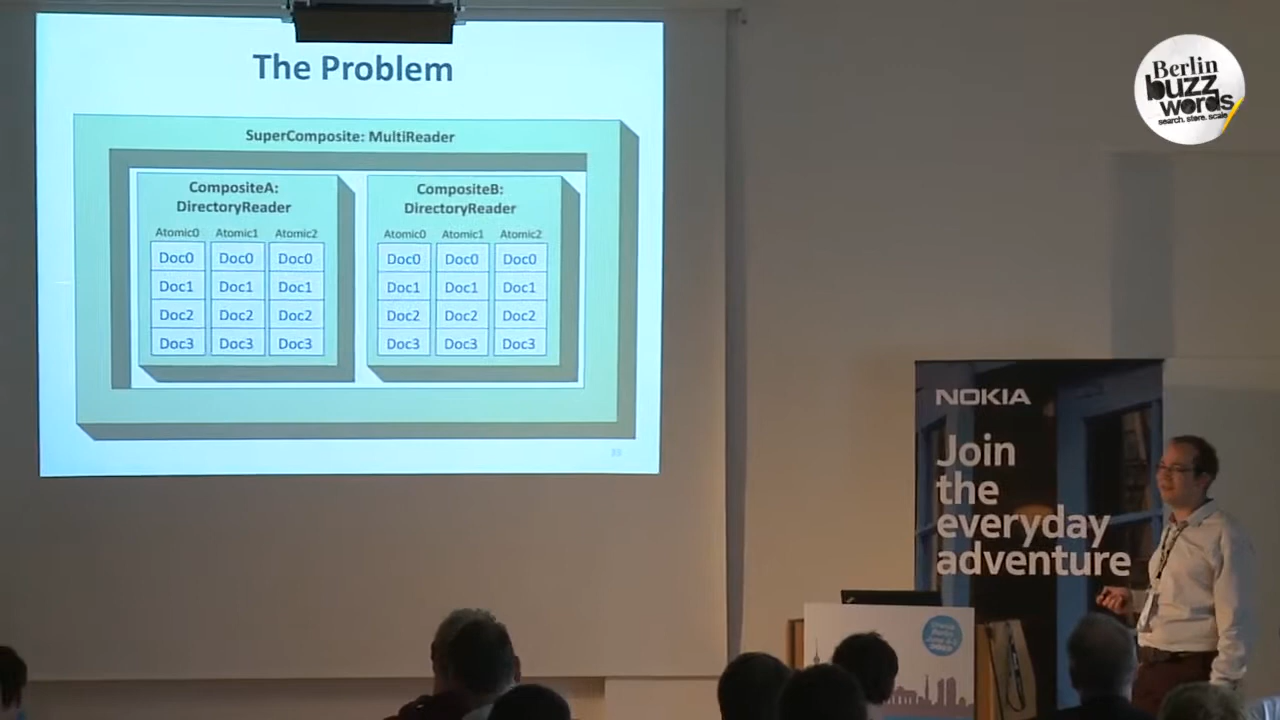 The Problem
SuperComposite: MultiReader
CompositeA:
DirectoryReader
Atomic0 Atomic1 Atomic2
Doc0 Doc0 Doc0
Doc1 Doc1 Doc1
Doc2 Doc2 Doc2
Doc3 Doc3 Doc3
CompositeB:
DirectoryReader
Atomic0 Atomic1 Atomic2
Doc0 Doc0 Doc0
Doc1 Doc1 Doc1
Doc2 Doc2 Doc2
Doc3 Doc3 Doc3
Berlin
buzz
words
search. store. scale
NOKIA
Join
the
everyday
adventure